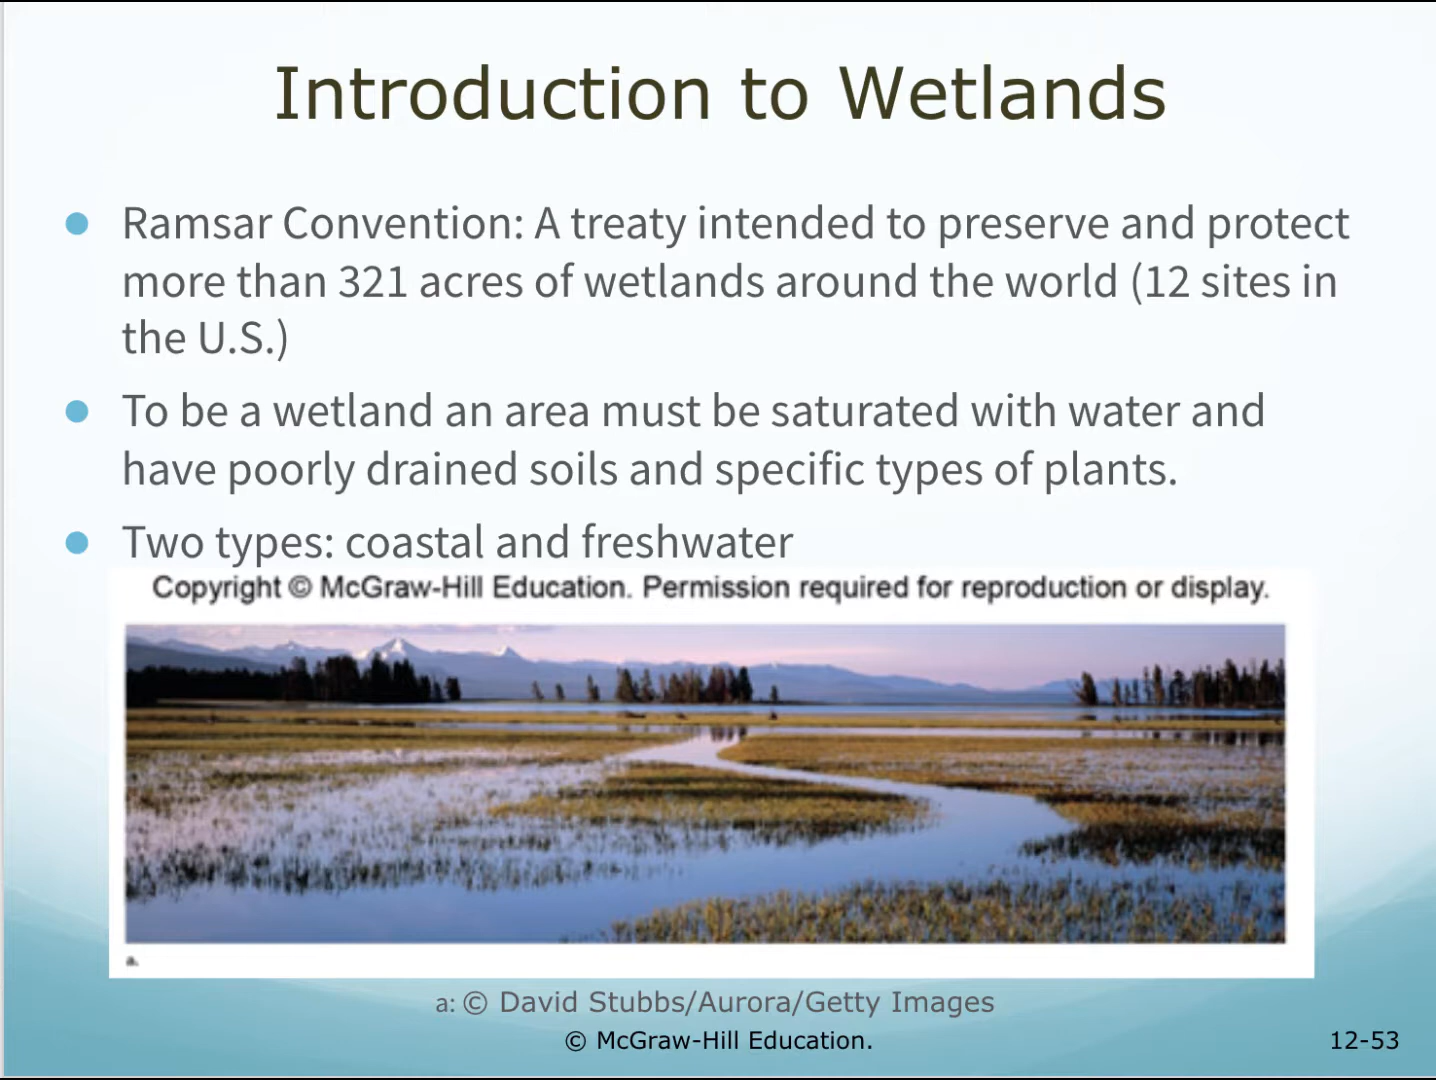 Introduction to Wetlands
Ramsar Convention: A treaty intended to preserve and protect
more than 321 acres of wetlands around the world (12 sites in
the U.S.)
To be a wetland an area must be saturated with water and
have poorly drained soils and specific types of plants.
Two types: coastal and freshwater
Copyright © McGraw-Hill Education. Permission required for reproduction or display.
a.
a: © David Stubbs/Aurora/Getty Images
© McGraw-Hill Education.
12-53